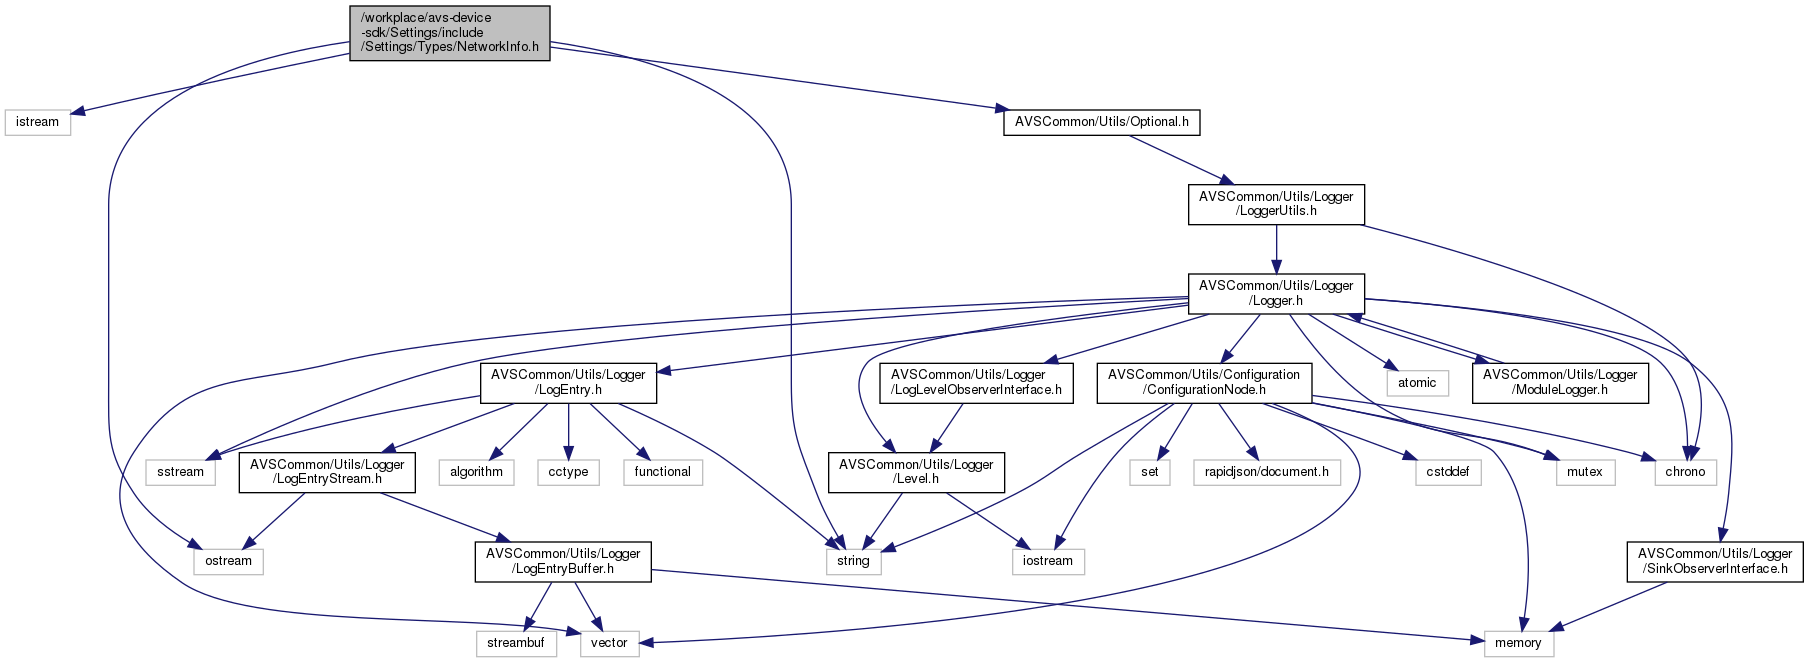 /workplace/avs-device
-sdk/Settings/include
/Settings/Types/NetworkInfo.h
istream
AVSCommon/Utils/Optional.h
AVSCommon/Utils/Logger
/LoggerUtils.h
AVSCommon/Utils/Logger
/Logger.h
AVSCommon/Utils/Logger
/LogEntry.h
AVSCommon/Utils/Logger
/LogLevelObserverInterface.h
AVSCommon/Utils/Configuration
/ConfigurationNode.h
atomic
AVSCommon/Utils/Logger
/ModuleLogger.h
sstream
AVSCommon/Utils/Logger
/LogEntryStream.h
algorithm
cctype
functional
AVSCommon/Utils/Logger
/Level.h
set
rapidjson/document.h
cstddef
mutex
chrono
ostream
AVSCommon/Utils/Logger
/LogEntryBuffer.h
string
iostream
AVSCommon/Utils/Logger
/SinkObserverInterface.h
streambuf
vector
memory